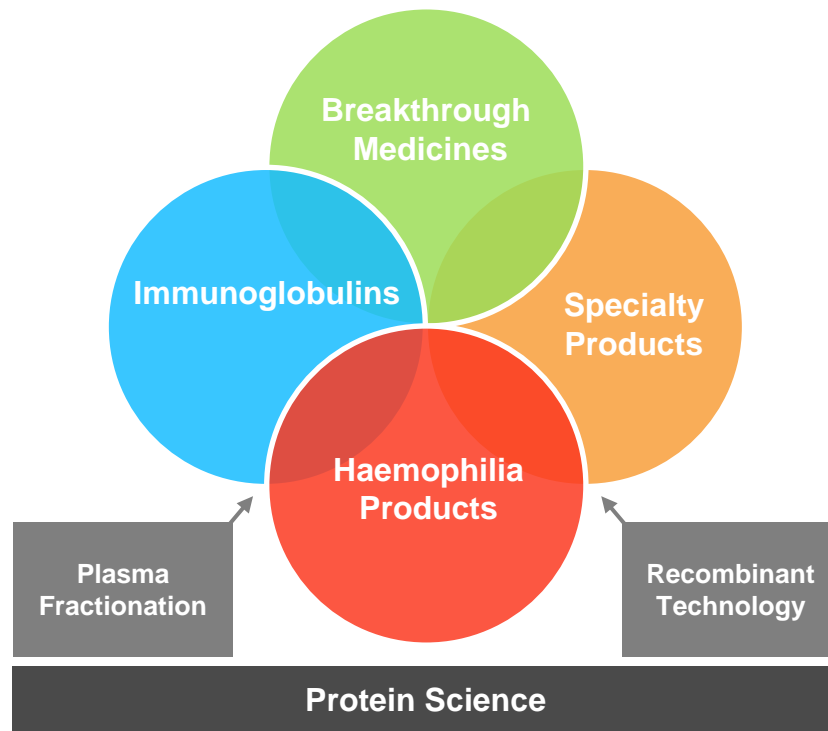 Breakthrough
Medicines
Immunoglobulins
Specialty
Products
Haemophilia
Products
Plasma
Fractionation
Recombinant
Technology
Protein Science